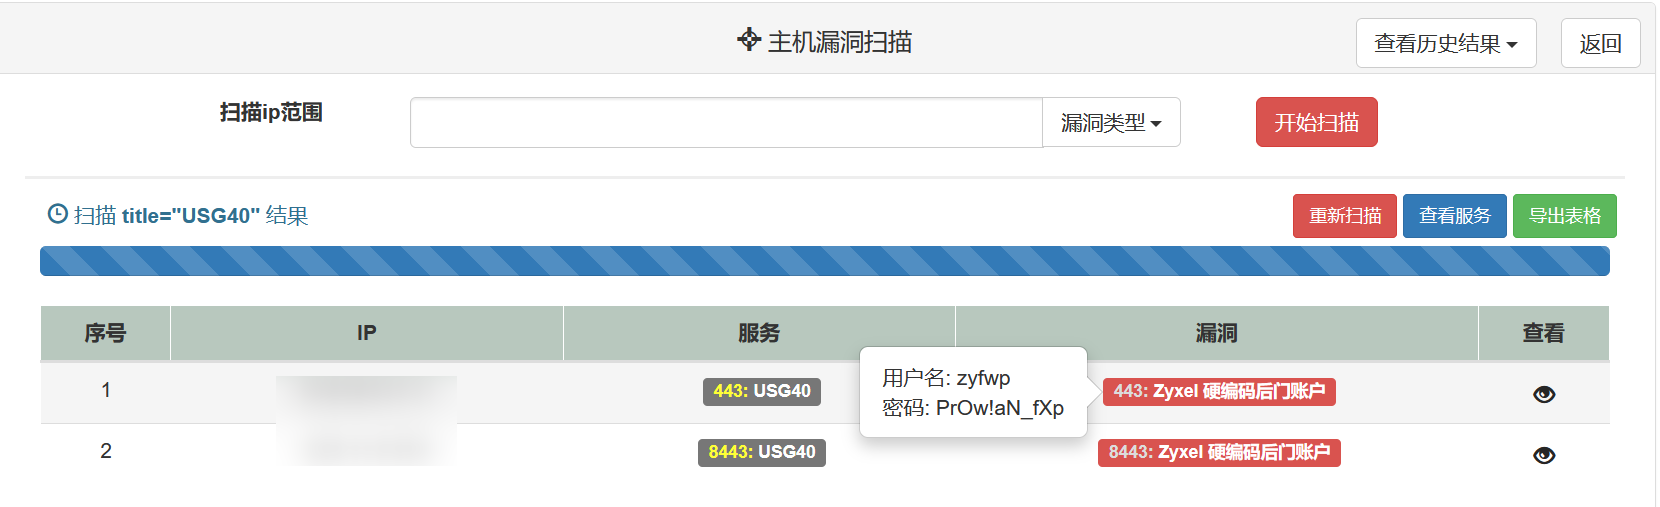 主机漏洞扫描
查看历史结果
返回
扫描ip范围
漏洞类型
开始扫描
扫描 title="USG40" 结果
重新扫描
查看服务
导出表格
序号 IP 服务 漏洞 查看
1 443: USG40 443: Zyxel 硬编码后门账户
用户名: zyfwp
密码: PrOw!aN_fXp
2 8443: USG40 8443: Zyxel 硬编码后门账户